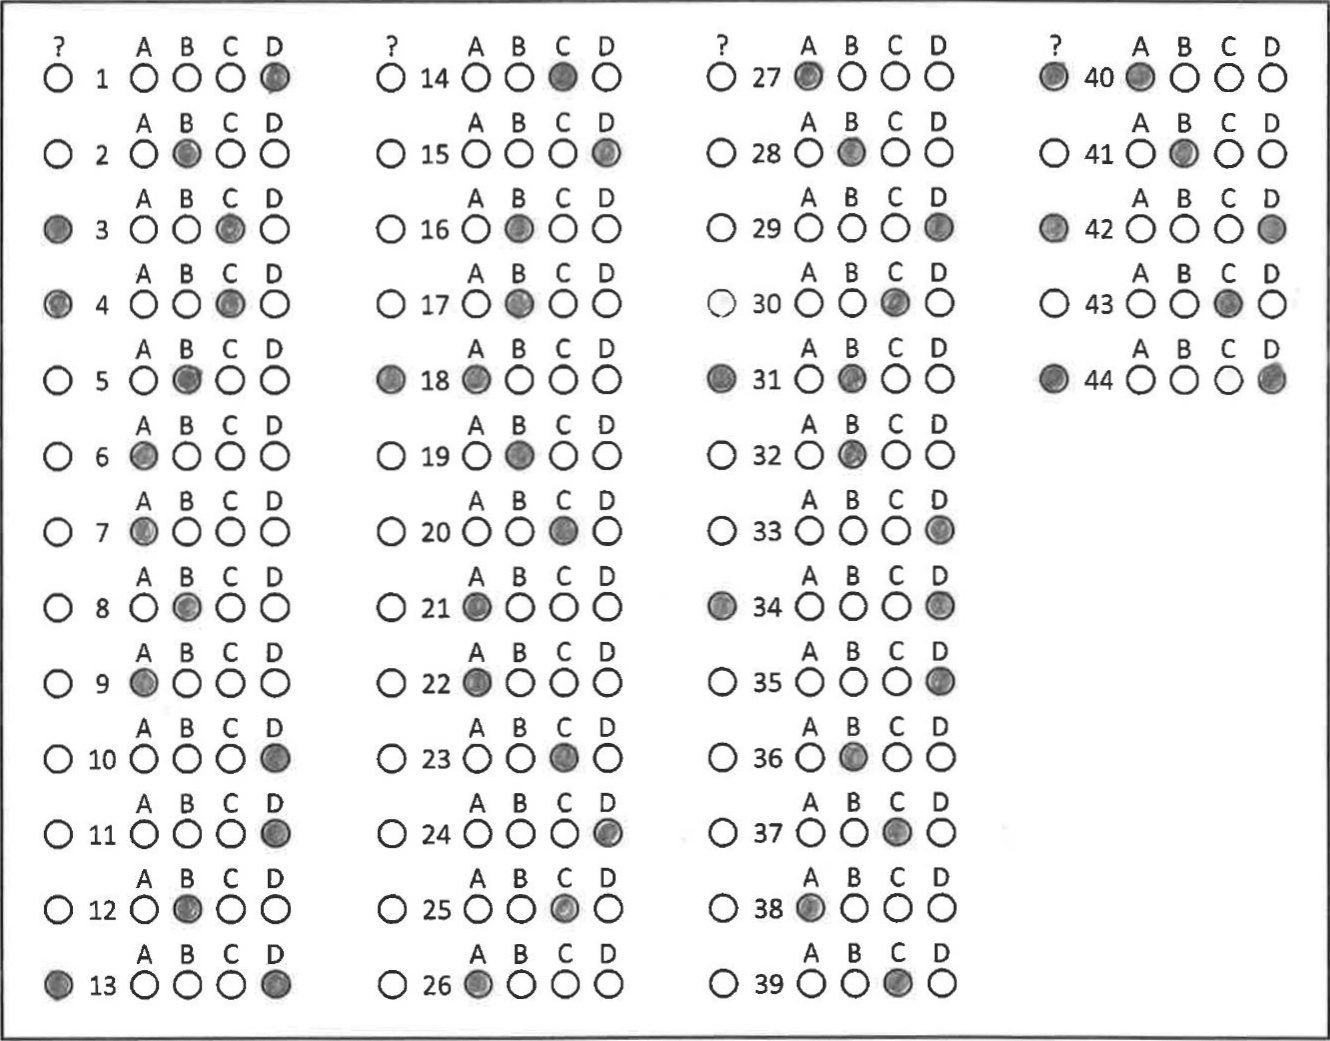 ? A B C D
1
A B C D
2
A B C D
3
A B C D
4
A B C D
5
A B C D
6
A B C D
7
A B C D
8
A B C D
9
A B C D
10
A B C D
11
A B C D
12
A B C D
13
? A B C D
14
A B C D
15
A B C D
16
A B C D
17
A B C D
18
A B C D
19
A B C D
20
A B C D
21
A B C D
22
A B C D
23
A B C D
24
A B C D
25
A B C D
26
? A B C D
27
A B C D
28
A B C D
29
A B C D
30
A B C D
31
A B C D
32
A B C D
33
A B C D
34
A B C D
35
A B C D
36
A B C D
37
A B C D
38
A B C D
39
? A B C D
40
A B C D
41
A B C D
42
A B C D
43
A B C D
44